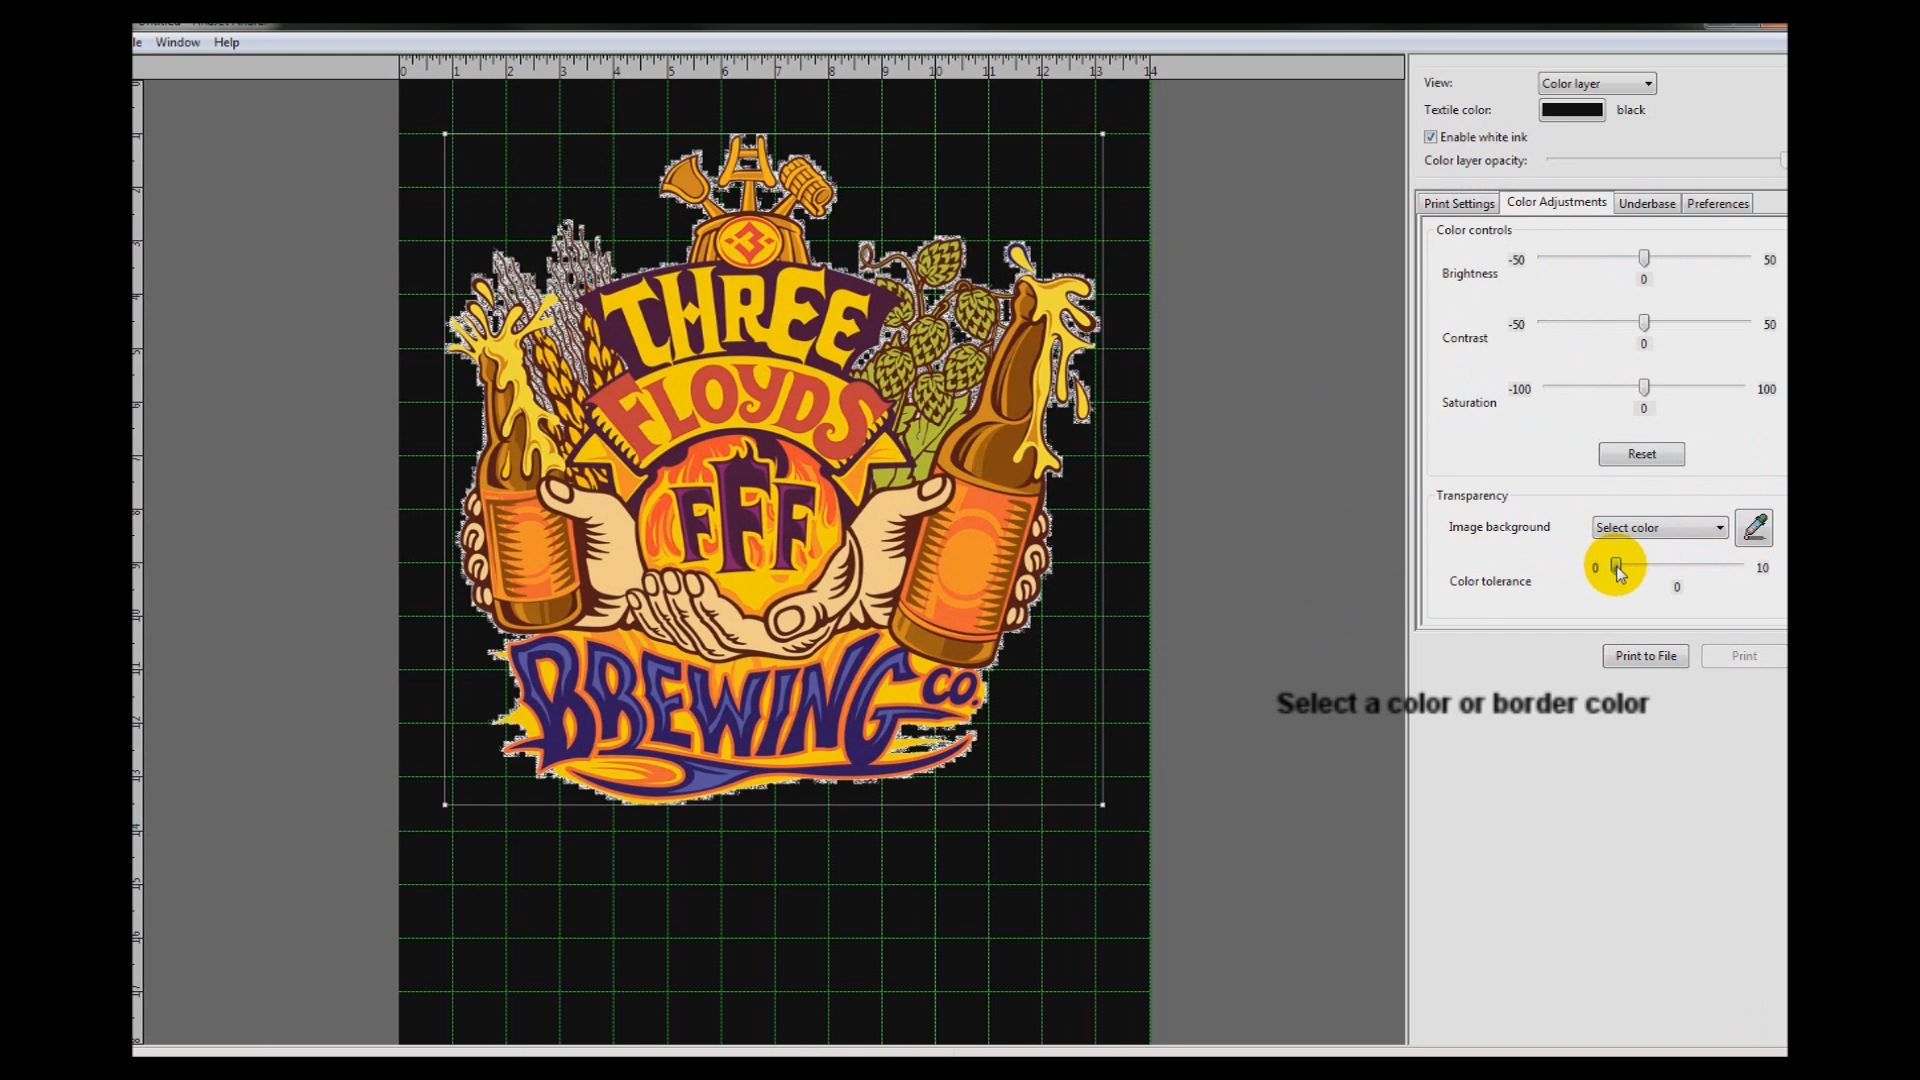 Window Help
0 1 2 3 4 5 6 7 8 9 10 11 12 13 14
View: Color layer
Textile color: black
Enable white ink
Color layer opacity:
Print Settings Color Adjustments Underbase Preferences
Color controls
Brightness -50 50
0
Contrast -50 50
0
Saturation -100 100
0
Reset
Transparency
Image background Select color
Color tolerance 0 10
0
Print to File Print
Select a color or border color
3
THREE
FLOYDS
FFF
BREWING CO.